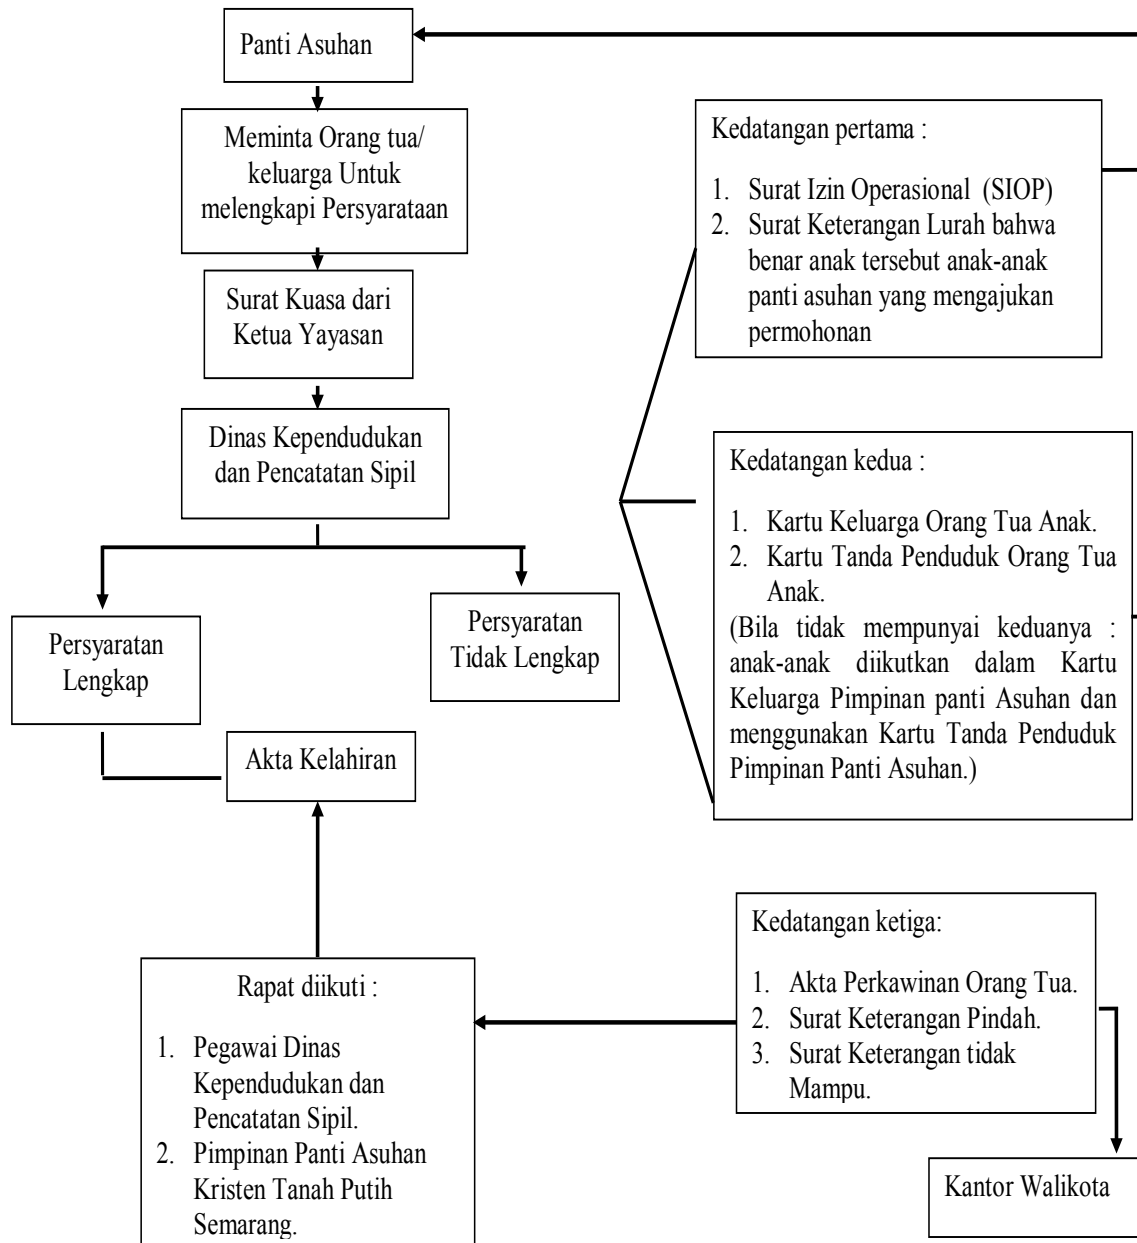 Panti Asuhan
Meminta Orang tua/
keluarga Untuk
melengkapi Persyarataan
Surat Kuasa dari
Ketua Yayasan
Dinas Kependudukan
dan Pencatatan Sipil
Persyaratan
Lengkap
Persyaratan
Tidak Lengkap
Akta Kelahiran
Kedatangan pertama :
1. Surat Izin Operasional (SIOP)
2. Surat Keterangan Lurah bahwa
benar anak tersebut anak-anak
panti asuhan yang mengajukan
permohonan
Kedatangan kedua :
1. Kartu Keluarga Orang Tua Anak.
2. Kartu Tanda Penduduk Orang Tua
Anak.
(Bila tidak mempunyai keduanya :
anak-anak diikutkan dalam Kartu
Keluarga Pimpinan panti Asuhan dan
menggunakan Kartu Tanda Penduduk
Pimpinan Panti Asuhan.)
Kedatangan ketiga:
1. Akta Perkawinan Orang Tua.
2. Surat Keterangan Pindah.
3. Surat Keterangan tidak
Mampu.
Rapat diikuti :
1. Pegawai Dinas
Kependudukan dan
Pencatatan Sipil.
2. Pimpinan Panti Asuhan
Kristen Tanah Putih
Semarang.
Kantor Walikota